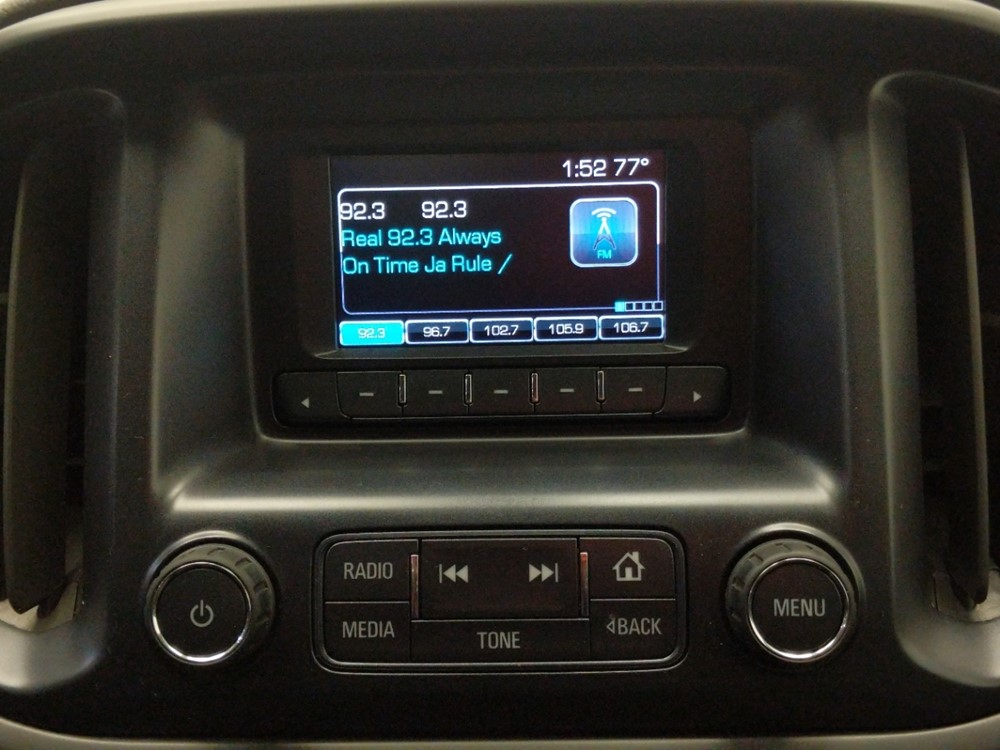 1:52 77°
92.3 92.3
Real 92.3 Always
On Time Ja Rule /
FM
92.3 96.7 102.7 105.9 106.7
RADIO
MEDIA
TONE
BACK
MENU